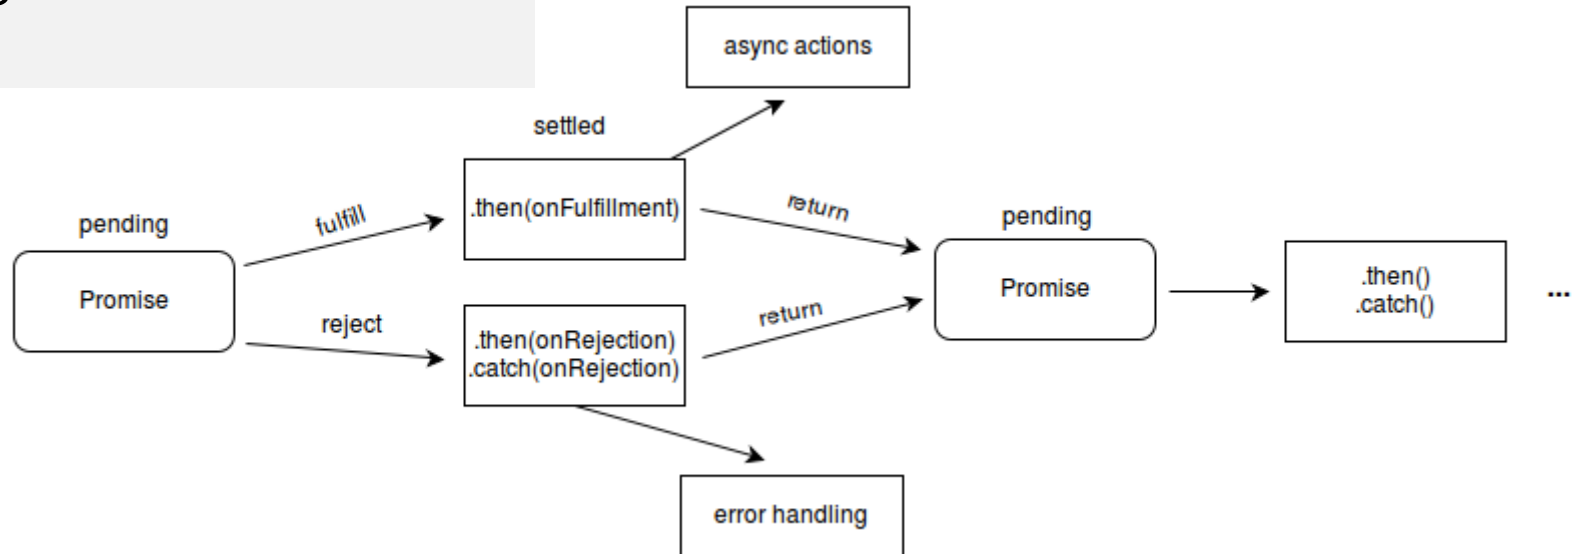 async actions
settled
.then(onFulfillment)
pending
fulfill
return
pending
Promise
reject
.then(onRejection)
.catch(onRejection)
return
Promise
.then()
.catch()
...
error handling